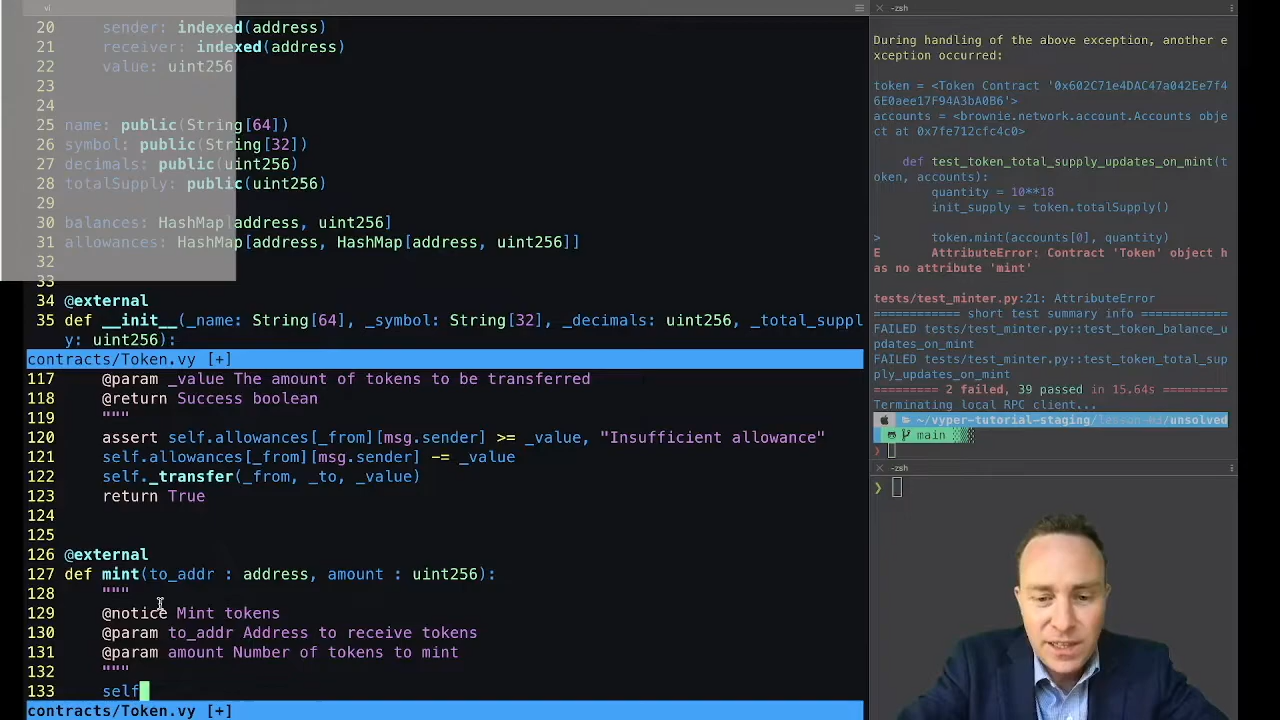 vi
20 sender: indexed(address)
21 receiver: indexed(address)
22 value: uint256
23
24
25 name: public(String[64])
26 symbol: public(String[32])
27 decimals: public(uint256)
28 totalSupply: public(uint256)
29
30 balances: HashMap[address, uint256]
31 allowances: HashMap[address, HashMap[address, uint256]]
32
33
34 @external
35 def __init__(_name: String[64], _symbol: String[32], _decimals: uint256, _total_suppl
y: uint256):
contracts/Token.vy [+]
117 @param _value The amount of tokens to be transferred
118 @return Success boolean
119 """
120 assert self.allowances[_from][msg.sender] >= _value, "Insufficient allowance"
121 self.allowances[_from][msg.sender] -= _value
122 self._transfer(_from, _to, _value)
123 return True
124
125
126 @external
127 def mint(to_addr : address, amount : uint256):
128 """
129 @notice Mint tokens
130 @param to_addr Address to receive tokens
131 @param amount Number of tokens to mint
132 """
133 self
contracts/Token.vy [+]
-zsh
During handling of the above exception, another e
xception occurred:
token = <Token Contract '0x602C71e4DAC47a042Ee7f4
6E0aee17F94A3bA0B6'>
accounts = <brownie.network.account.Accounts obje
ct at 0x7fe712cfc4c0>
def test_token_total_supply_updates_on_mint(t
oken, accounts):
quantity = 10**18
init_supply = token.totalSupply()
> token.mint(accounts[0], quantity)
E AttributeError: Contract 'Token' object h
as no attribute 'mint'
tests/test_minter.py:21: AttributeError
============ short test summary info ============
FAILED tests/test_minter.py::test_token_balance_u
pdates_on_mint
FAILED tests/test_minter.py::test_token_total_sup
ply_updates_on_mint
========= 2 failed, 39 passed in 15.64s =========
Terminating local RPC client...
~/vyper-tutorial-staging/lesson-03/unsolved
main
❯
-zsh
❯